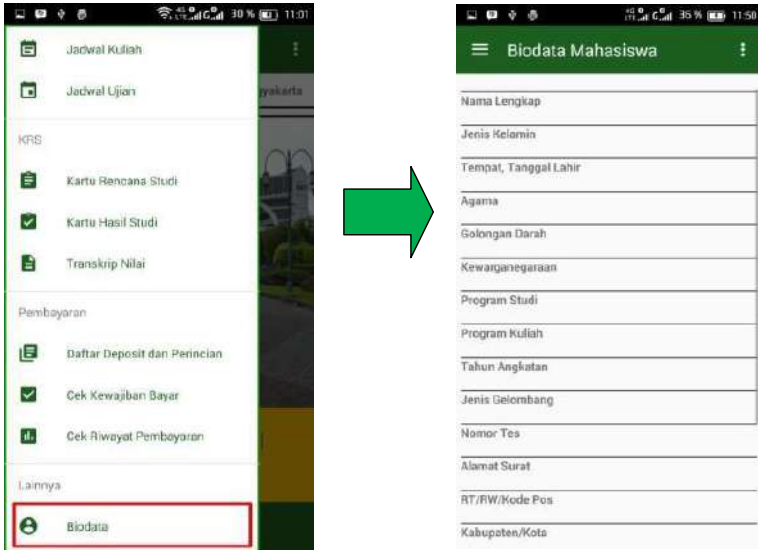 30 % 11:01
Jadwal Kuliah
Jadwal Ujian
KRS
Kartu Rencana Studi
Kartu Hasil Studi
Transkrip Nilai
Pembayaran
Daftar Deposit dan Perincian
Cek Kewajiban Bayar
Cek Riwayat Pembayaran
Lainnya
Biodata
36 % 11:50
Biodata Mahasiswa
Nama Lengkap
Jenis Kelamin
Tempat, Tanggal Lahir
Agama
Golongan Darah
Kewarganegaraan
Program Studi
Program Kuliah
Tahun Angkatan
Jenis Gelombang
Nomor Tes
Alamat Surat
RT/RW/Kode Pos
Kabupaten/Kota